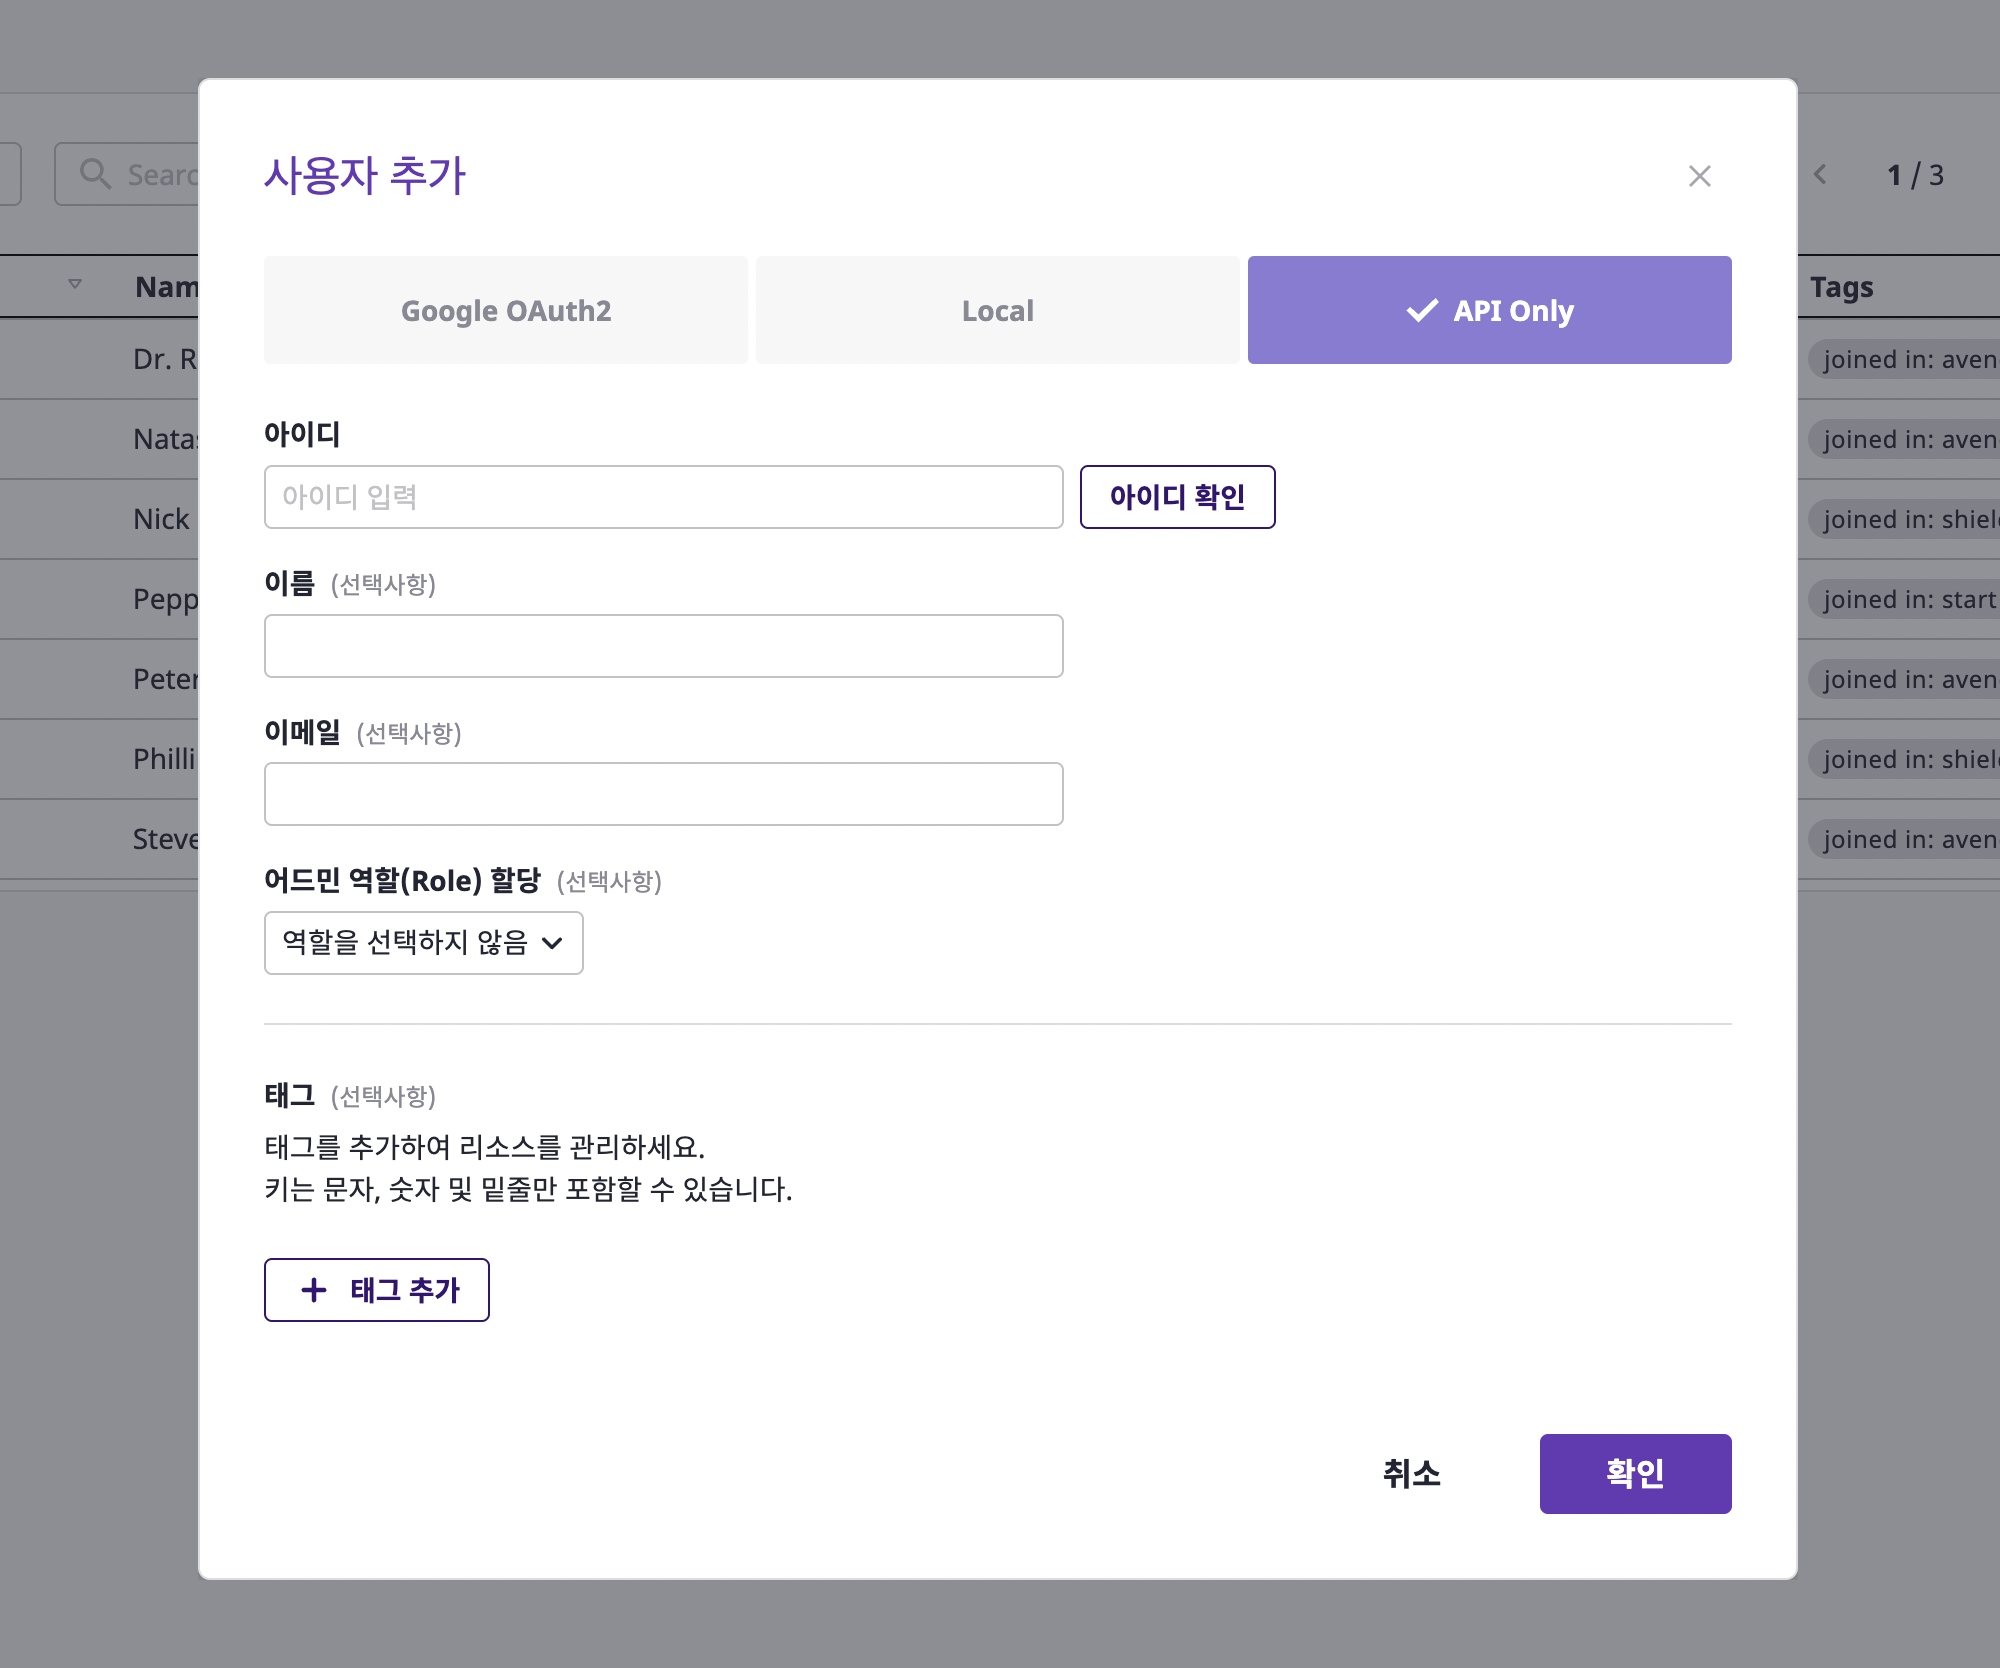 사용자 추가
Google OAuth2
Local
API Only
아이디
아이디 입력
아이디 확인
이름 (선택사항)
이메일 (선택사항)
어드민 역할(Role) 할당 (선택사항)
역할을 선택하지 않음
태그 (선택사항)
태그를 추가하여 리소스를 관리하세요.
키는 문자, 숫자 및 밑줄만 포함할 수 있습니다.
태그 추가
취소
확인
Searc
1 / 3
Nam
Tags
Dr. R
joined in: aven
Natas
joined in: aven
Nick
joined in: shiel
Pepp
joined in: start
Peter
joined in: aven
Philli
joined in: shiel
Steve
joined in: aven